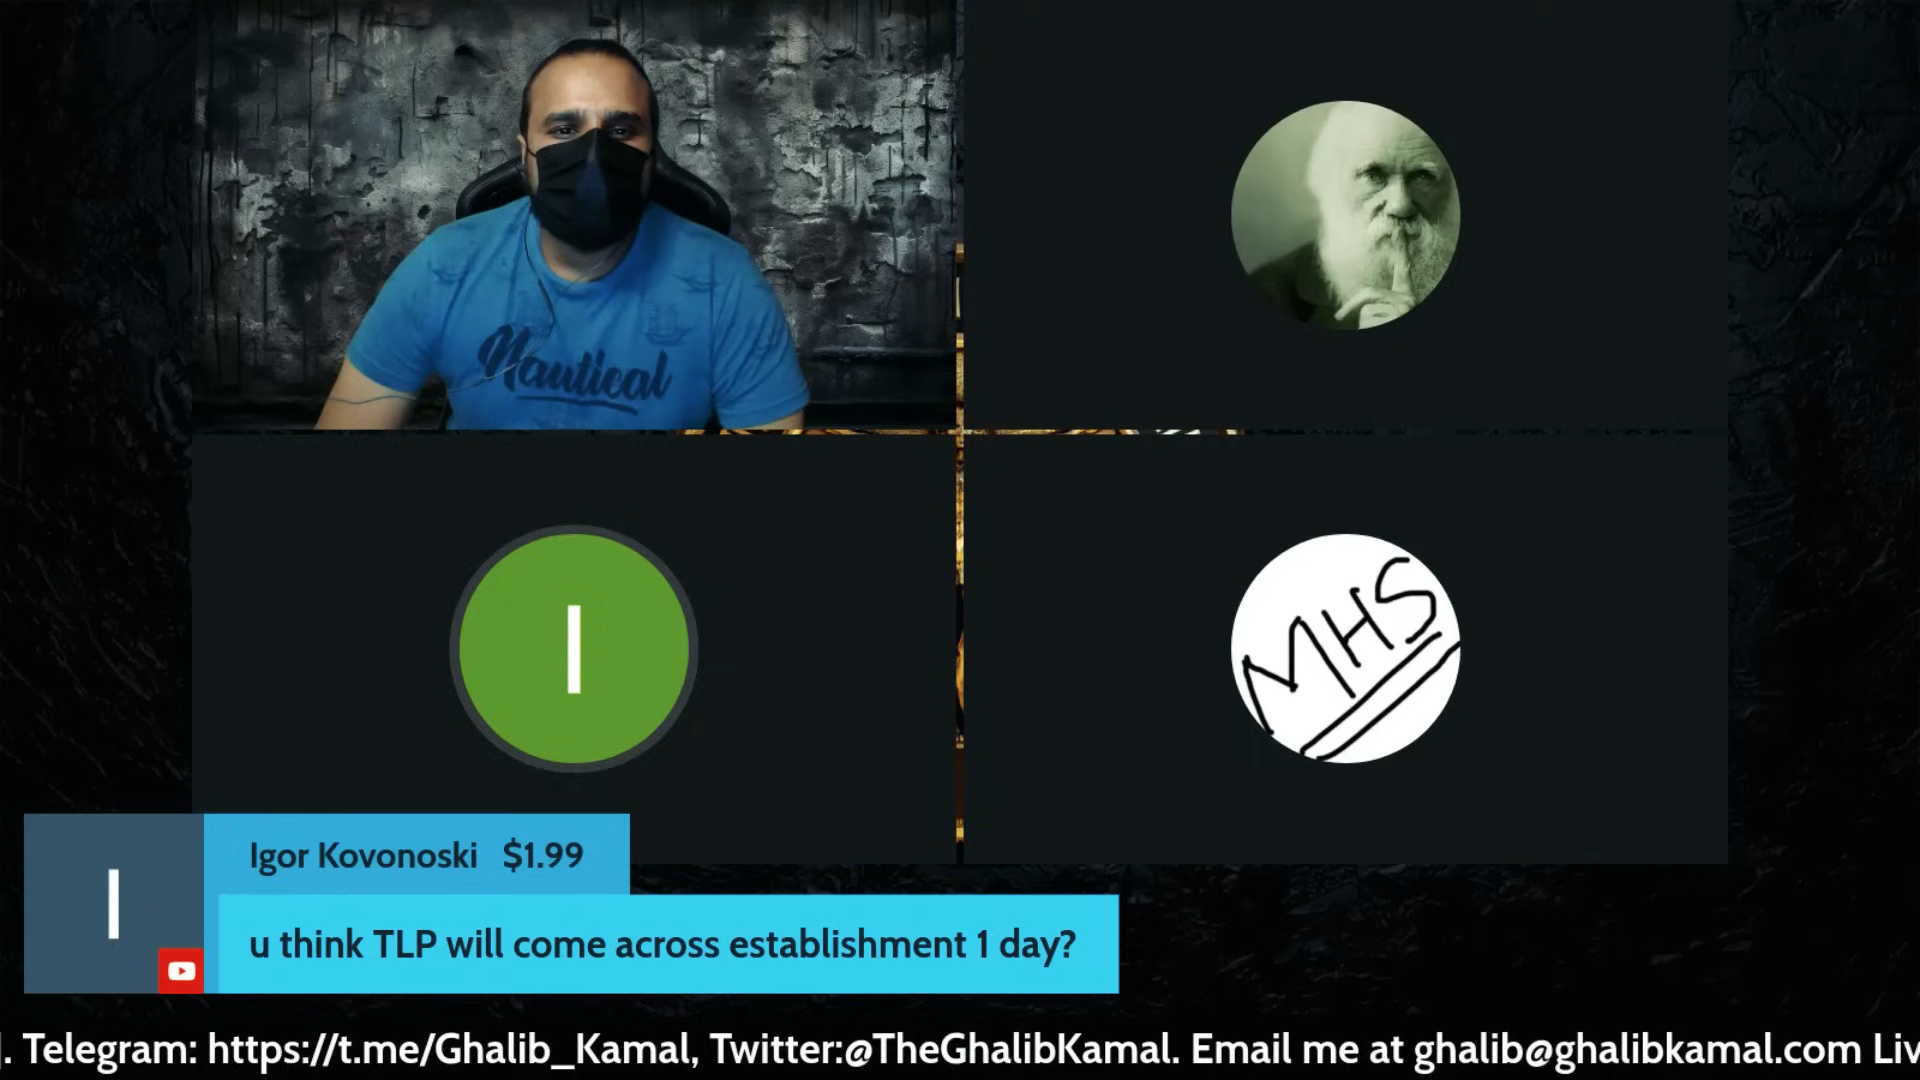 Nautical
I
MHS
I
Igor Kovonoski $1.99
u think TLP will come across establishment 1 day?
. Telegram: https://t.me/Ghalib_Kamal, Twitter:@TheGhalibKamal. Email me at ghalib@ghalibkamal.com Liv